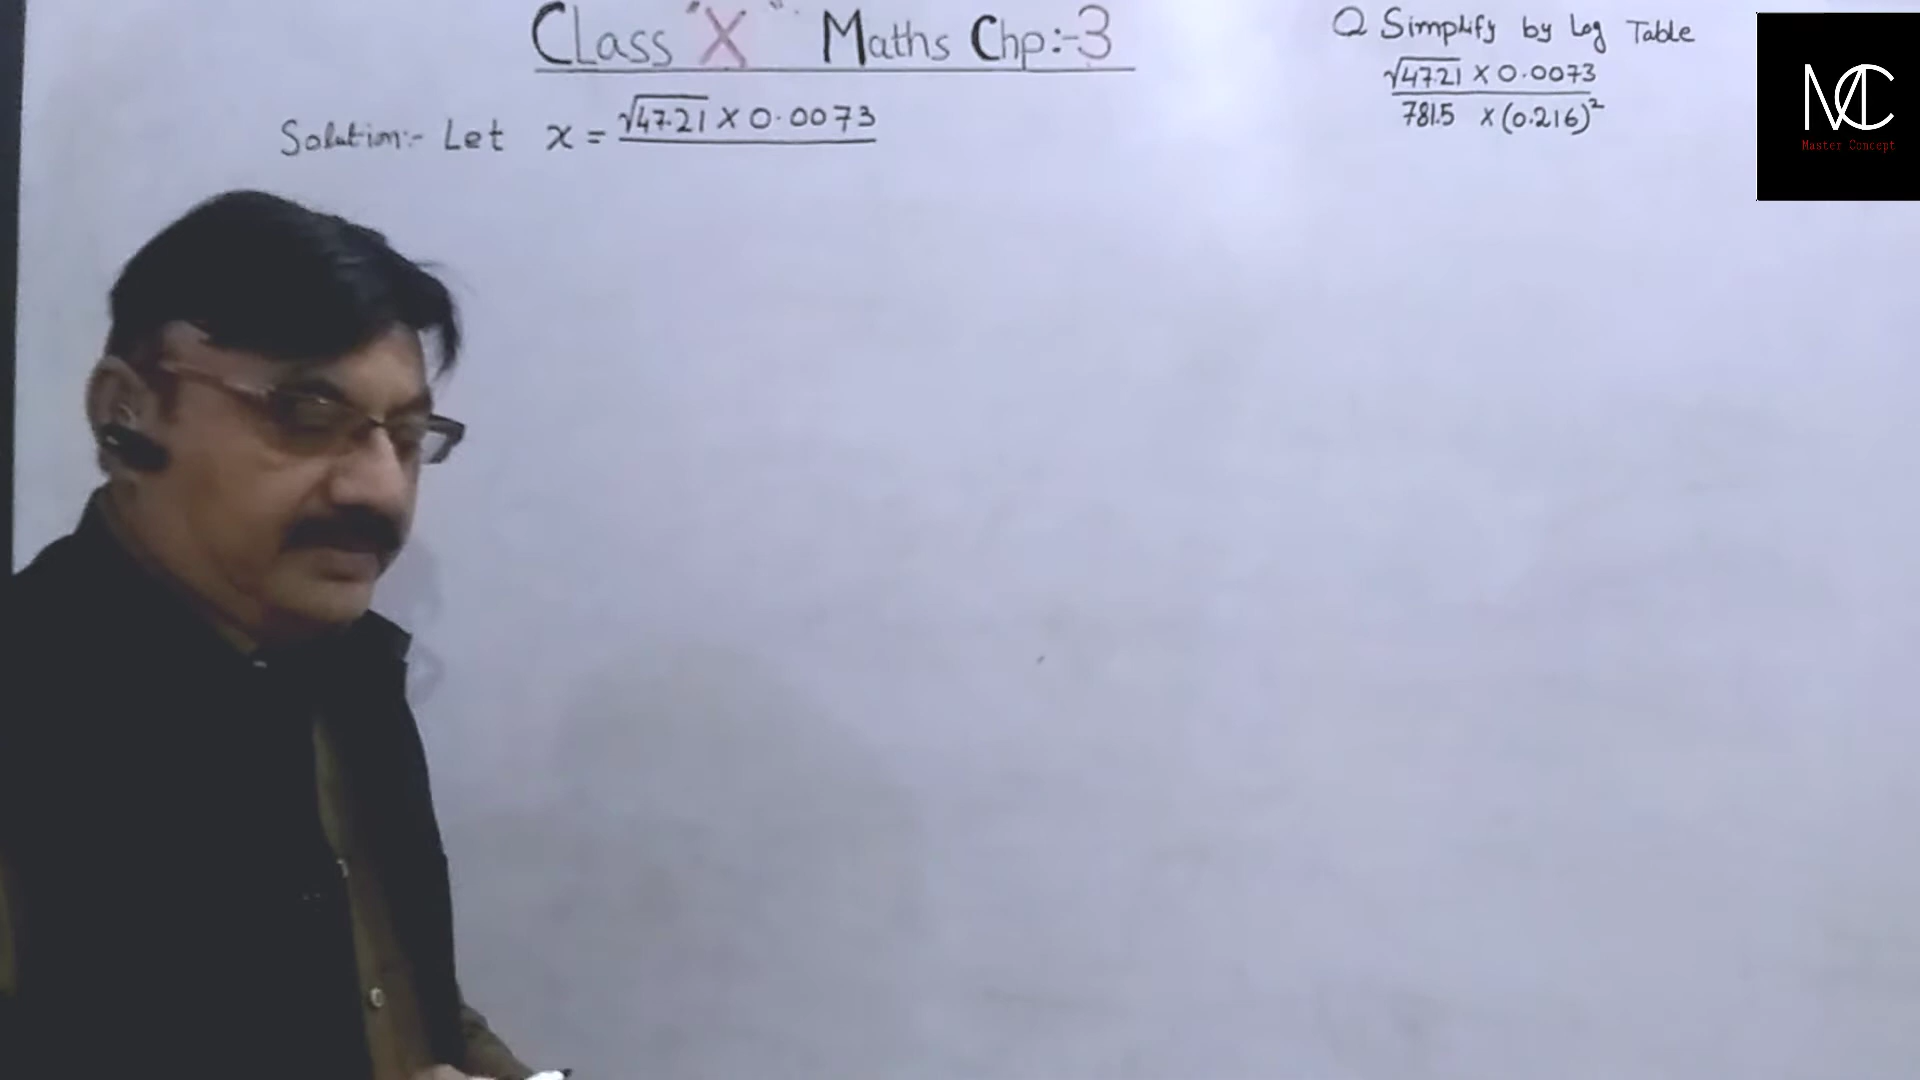 Class "X" Maths Chp:-3
Q Simplify by Log Table
√47.21 × 0.0073
781.5 × (0.216)²
Solution:- Let x = √47.21 × 0.0073
MC
Master Concept